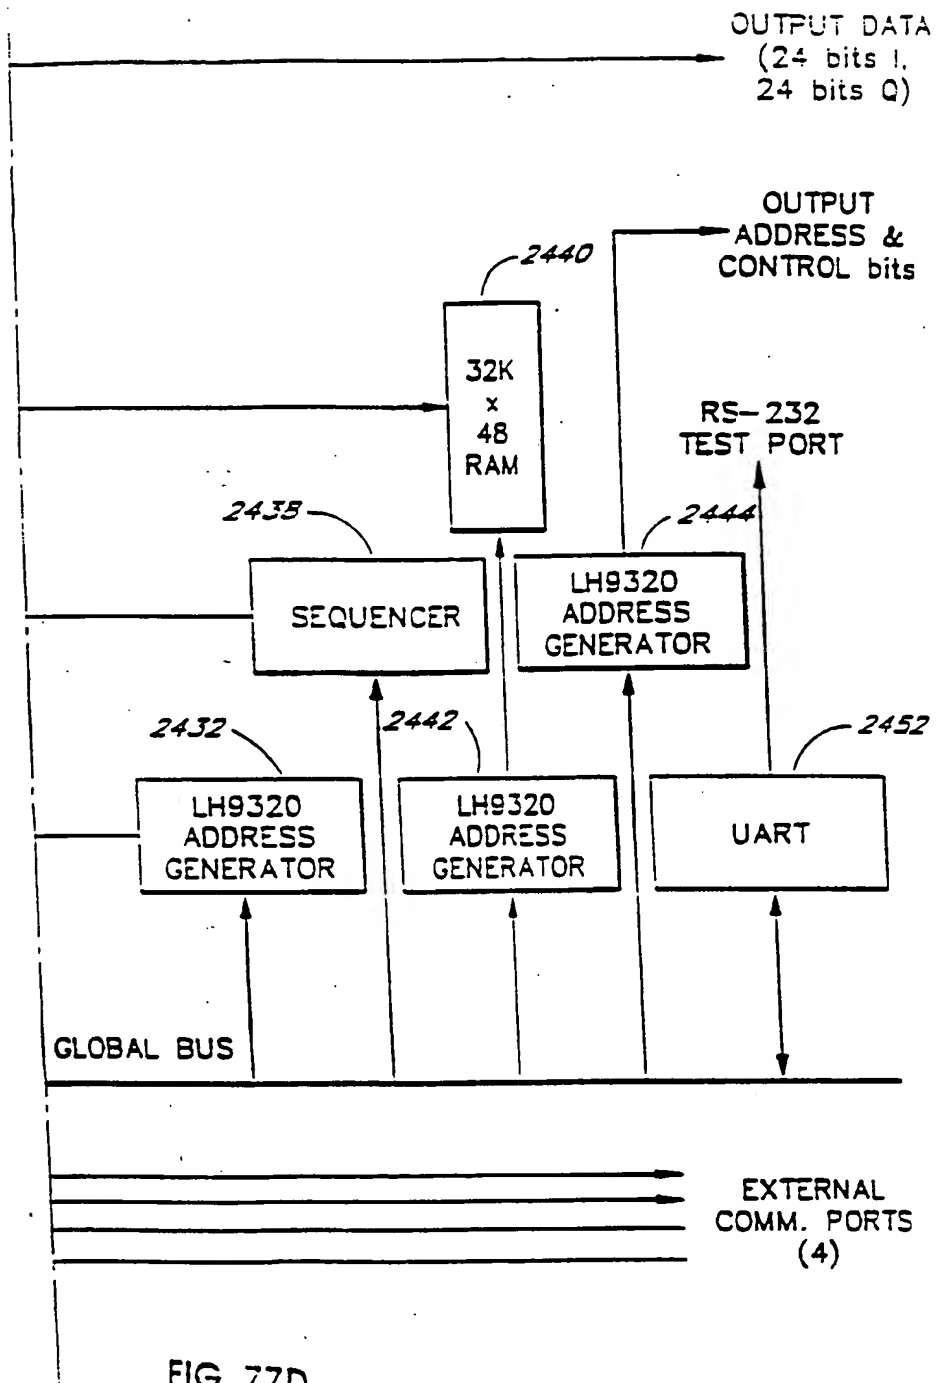 OUTPUT DATA
(24 bits I,
24 bits Q)
OUTPUT
ADDRESS &
CONTROL bits
2440
32K
x
48
RAM
RS-232
TEST PORT
2438
2444
SEQUENCER
LH9320
ADDRESS
GENERATOR
2432
2442
2452
LH9320
ADDRESS
GENERATOR
LH9320
ADDRESS
GENERATOR
UART
GLOBAL BUS
EXTERNAL
COMM. PORTS
(4)
FIG. 77D